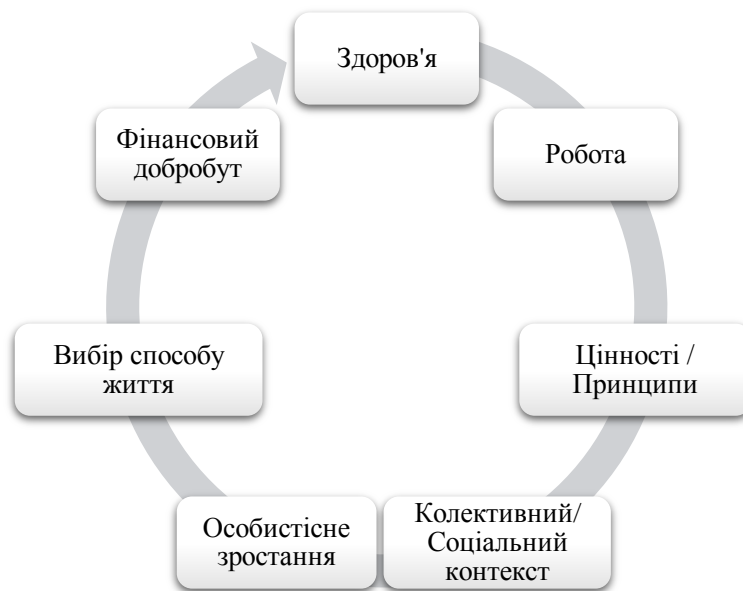 Здоров'я
Робота
Цінності /
Принципи
Колективний/
Соціальний
контекст
Особистісне
зростання
Вибір способу
життя
Фінансовий
добробут